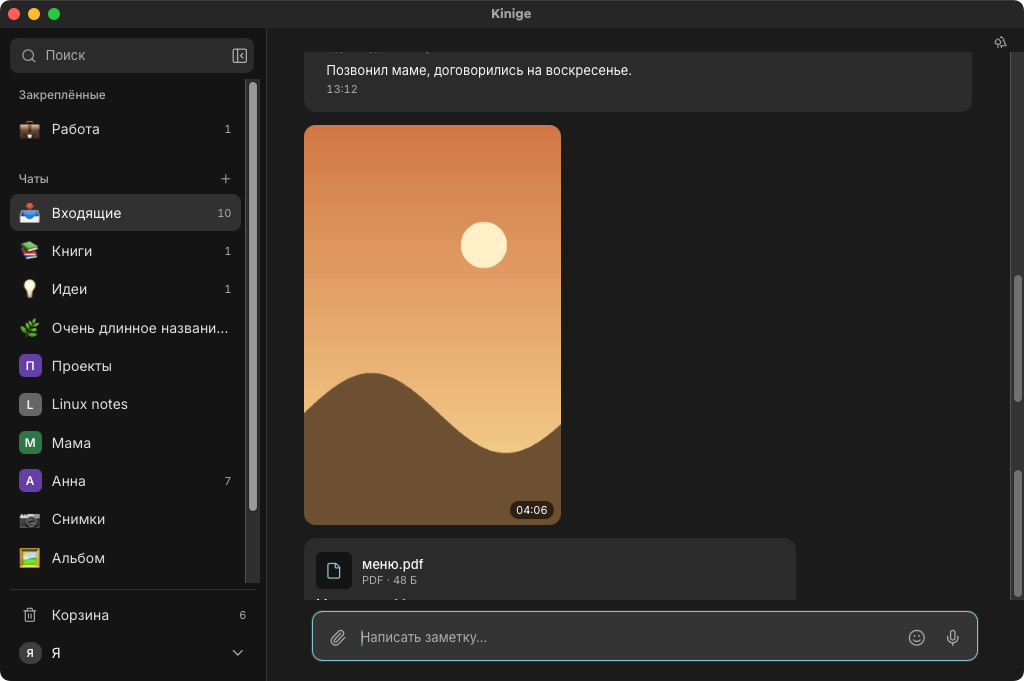 Kinige
Поиск
Закреплённые
Работа 1
Чаты
Входящие 10
Книги 1
Идеи 1
Очень длинное названи...
П Проекты
L Linux notes
М Мама
А Анна 7
Снимки
Альбом
Корзина 6
Я Я
Позвонил маме, договорились на воскресенье.
13:12
04:06
меню.pdf
PDF · 48 Б
Написать заметку...